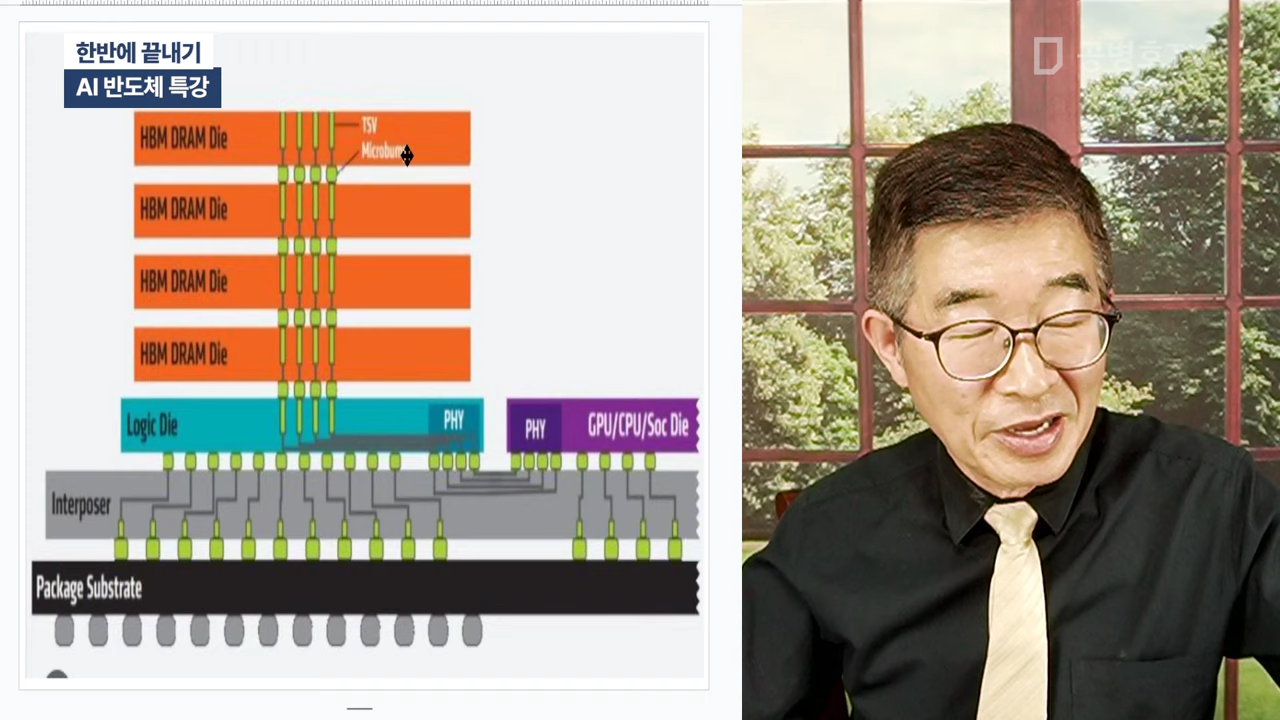 한반에 끝내기
AI 반도체 특강
HBM DRAM Die
TSV
HBM DRAM Die
HBM DRAM Die
HBM DRAM Die
Logic Die
PHY
PHY
GPU/CPU/Soc Die
Interposer
Package Substrate